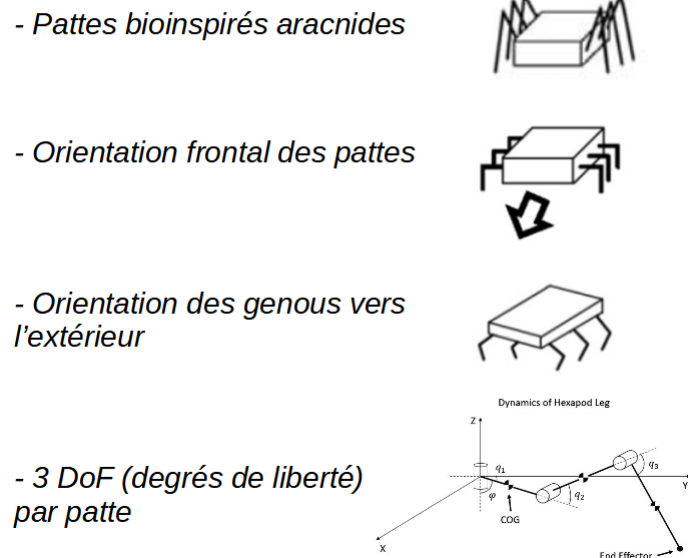 - Pattes bioinspirés aracnides
- Orientation frontal des pattes
- Orientation des genous vers
l'extérieur
Dynamics of Hexapod Leg
- 3 DoF (degrés de liberté)
par patte
Z
q₁
q₂
q₃
φ
COG
Y
X
End Effector